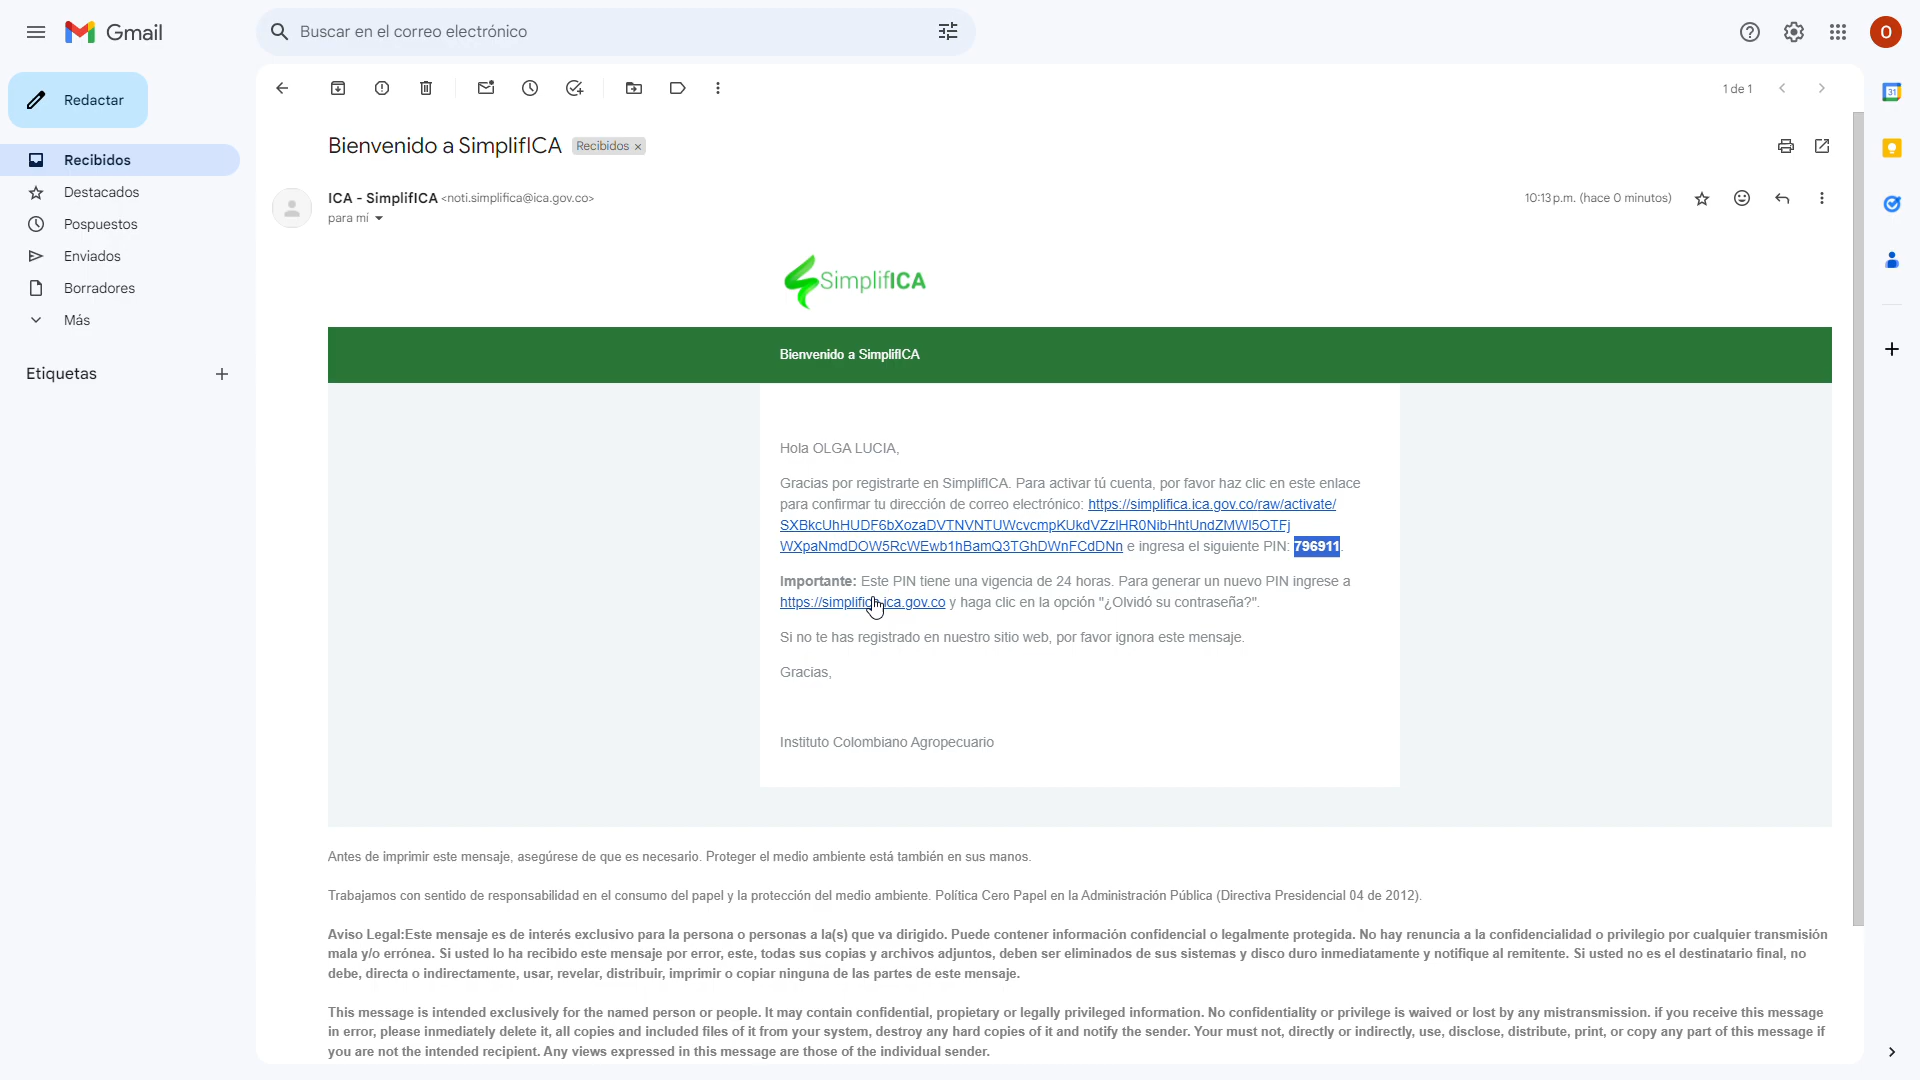 Gmail
Buscar en el correo electrónico
O
Redactar
Recibidos
Destacados
Pospuestos
Enviados
Borradores
Más
Etiquetas
1 de 1
31
Bienvenido a SimplifICA
Recibidos ×
ICA - SimplifICA <noti.simplifica@ica.gov.co>
10:13 p.m. (hace 0 minutos)
para mí
SimplifICA
Bienvenido a SimplifICA
Hola OLGA LUCIA,
Gracias por registrarte en SimplifICA. Para activar tú cuenta, por favor haz clic en este enlace
para confirmar tu dirección de correo electrónico: https://simplifica.ica.gov.co/raw/activate/
SXBkcUhHUDF6bXozaDVTNVNTUWcvcmpKUkdVZzlHR0NibHhtUndZMWI5OTFj
WXpaNmdDOW5RcWEwb1hBamQ3TGhDWnFCdDNn e ingresa el siguiente PIN: 796911.
Importante: Este PIN tiene una vigencia de 24 horas. Para generar un nuevo PIN ingrese a
https://simplifica.ica.gov.co y haga clic en la opción "¿Olvidó su contraseña?".
Si no te has registrado en nuestro sitio web, por favor ignora este mensaje.
Gracias,
Instituto Colombiano Agropecuario
Antes de imprimir este mensaje, asegúrese de que es necesario. Proteger el medio ambiente está también en sus manos.
Trabajamos con sentido de responsabilidad en el consumo del papel y la protección del medio ambiente. Política Cero Papel en la Administración Pública (Directiva Presidencial 04 de 2012).
Aviso Legal:Este mensaje es de interés exclusivo para la persona o personas a la(s) que va dirigido. Puede contener información confidencial o legalmente protegida. No hay renuncia a la confidencialidad o privilegio por cualquier transmisión
mala y/o errónea. Si usted lo ha recibido este mensaje por error, este, todas sus copias y archivos adjuntos, deben ser eliminados de sus sistemas y disco duro inmediatamente y notifique al remitente. Si usted no es el destinatario final, no
debe, directa o indirectamente, usar, revelar, distribuir, imprimir o copiar ninguna de las partes de este mensaje.
This message is intended exclusively for the named person or people. It may contain confidential, propietary or legally privileged information. No confidentiality or privilege is waived or lost by any mistransmission. if you receive this message
in error, please inmediately delete it, all copies and included files of it from your system, destroy any hard copies of it and notify the sender. Your must not, directly or indirectly, use, disclose, distribute, print, or copy any part of this message if
you are not the intended recipient. Any views expressed in this message are those of the individual sender.